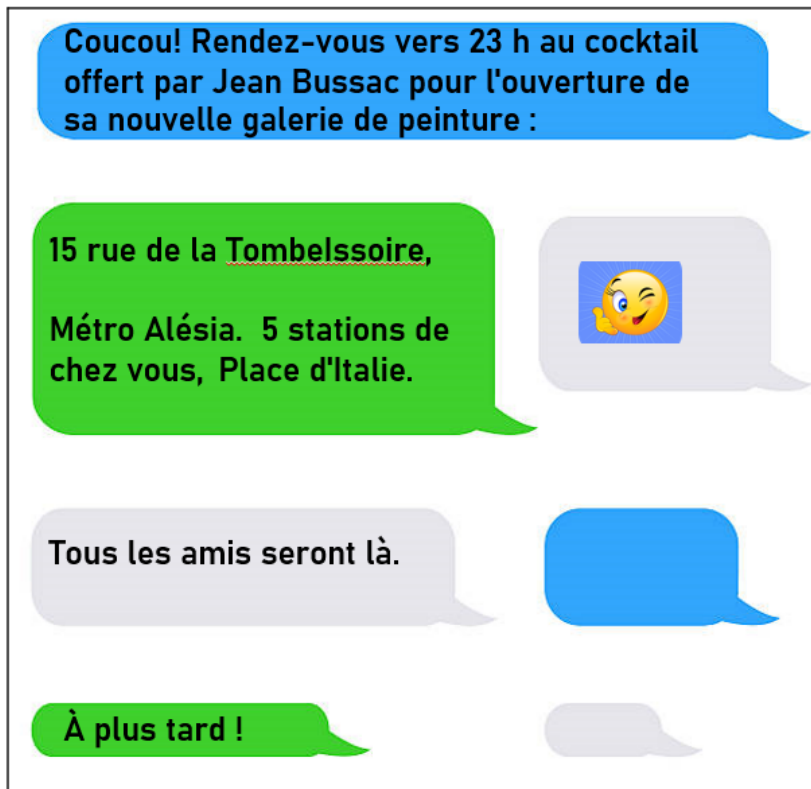 Coucou! Rendez-vous vers 23 h au cocktail
offert par Jean Bussac pour l'ouverture de
sa nouvelle galerie de peinture :
15 rue de la TombeIssoire,
Métro Alésia. 5 stations de
chez vous, Place d'Italie.
Tous les amis seront là.
À plus tard !